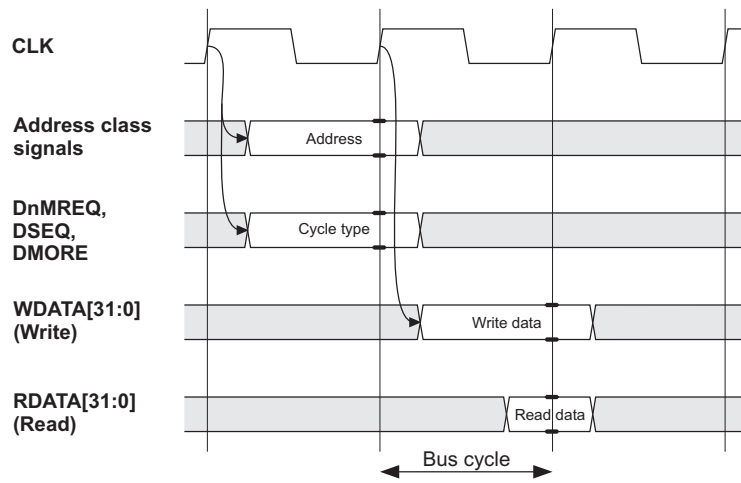 CLK
Address class
signals
Address
DnMREQ,
DSEQ,
DMORE
Cycle type
WDATA[31:0]
(Write)
Write data
RDATA[31:0]
(Read)
Read data
Bus cycle